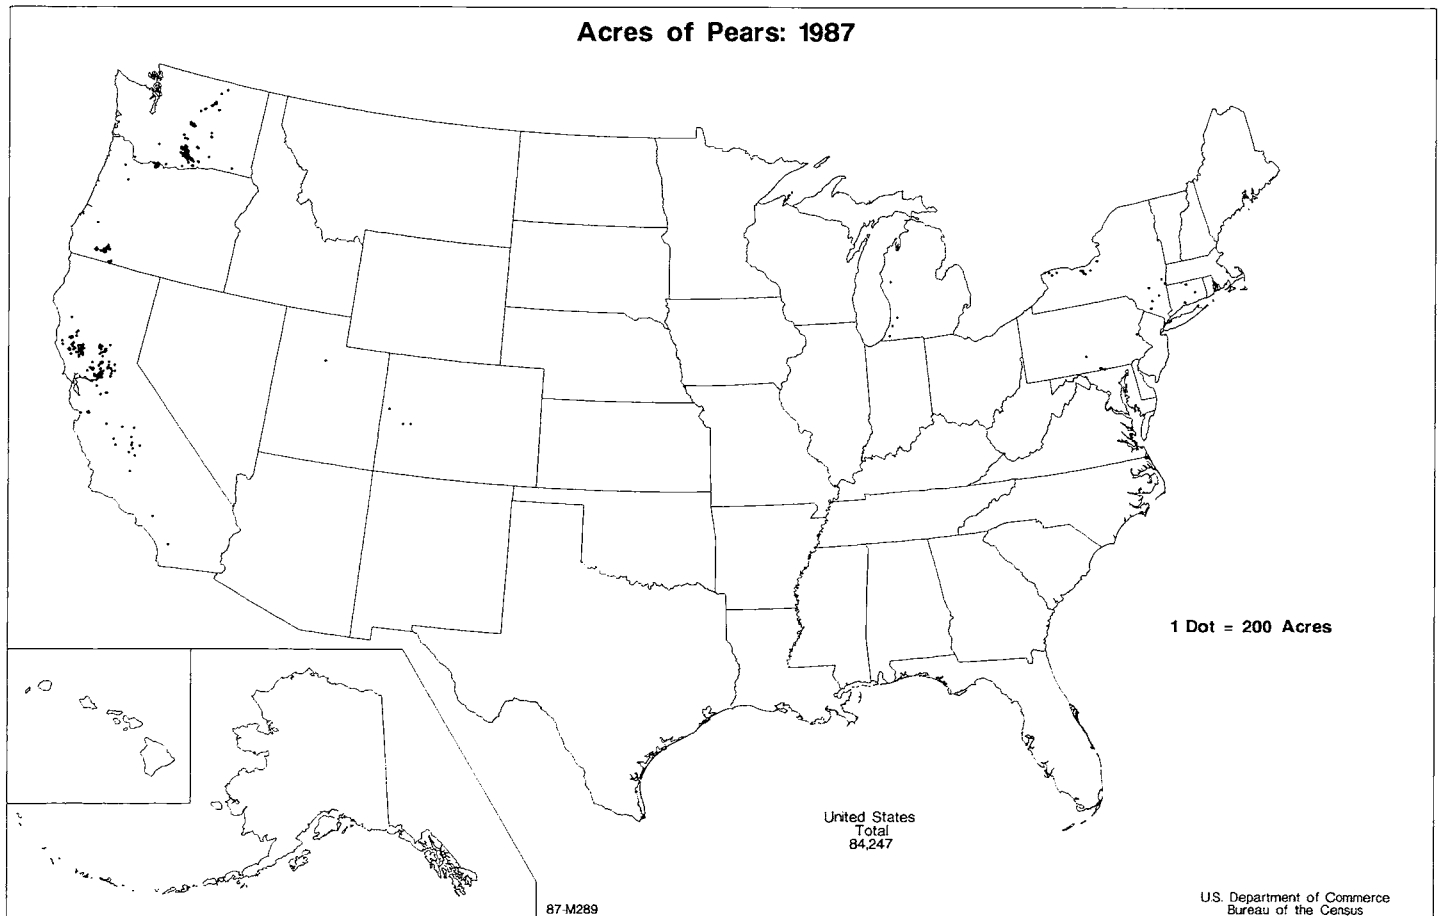 Acres of Pears: 1987
1 Dot = 200 Acres
United States
Total
84,247
87-M289
U.S. Department of Commerce
Bureau of the Census